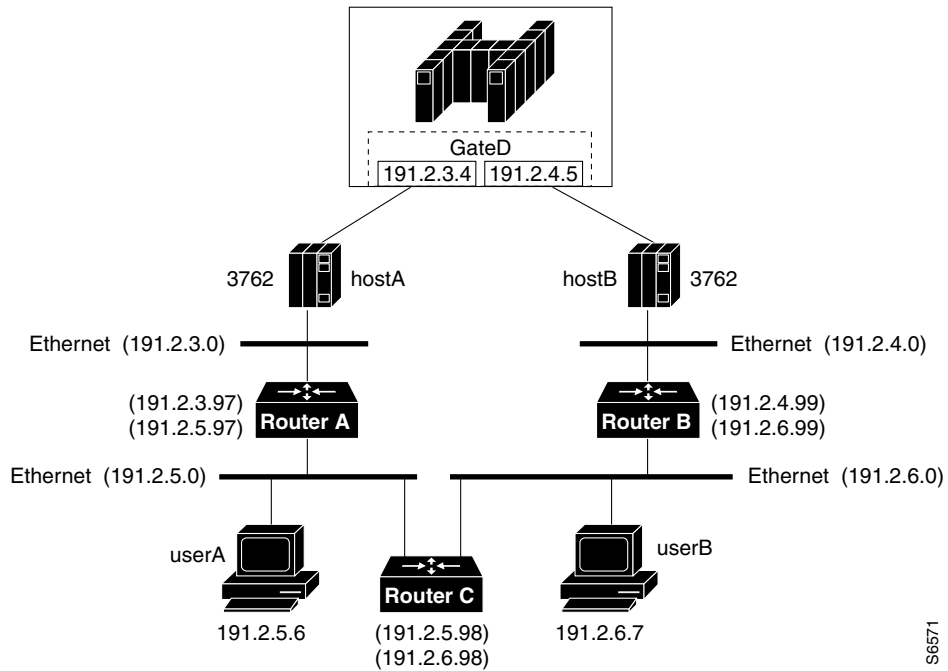 GateD
191.2.3.4 191.2.4.5
3762 hostA hostB 3762
Ethernet (191.2.3.0) Ethernet (191.2.4.0)
(191.2.3.97)
(191.2.5.97)
Router A
Router B
(191.2.4.99)
(191.2.6.99)
Ethernet (191.2.5.0) Ethernet (191.2.6.0)
userA
191.2.5.6
Router C
(191.2.5.98)
(191.2.6.98)
userB
191.2.6.7
S6571